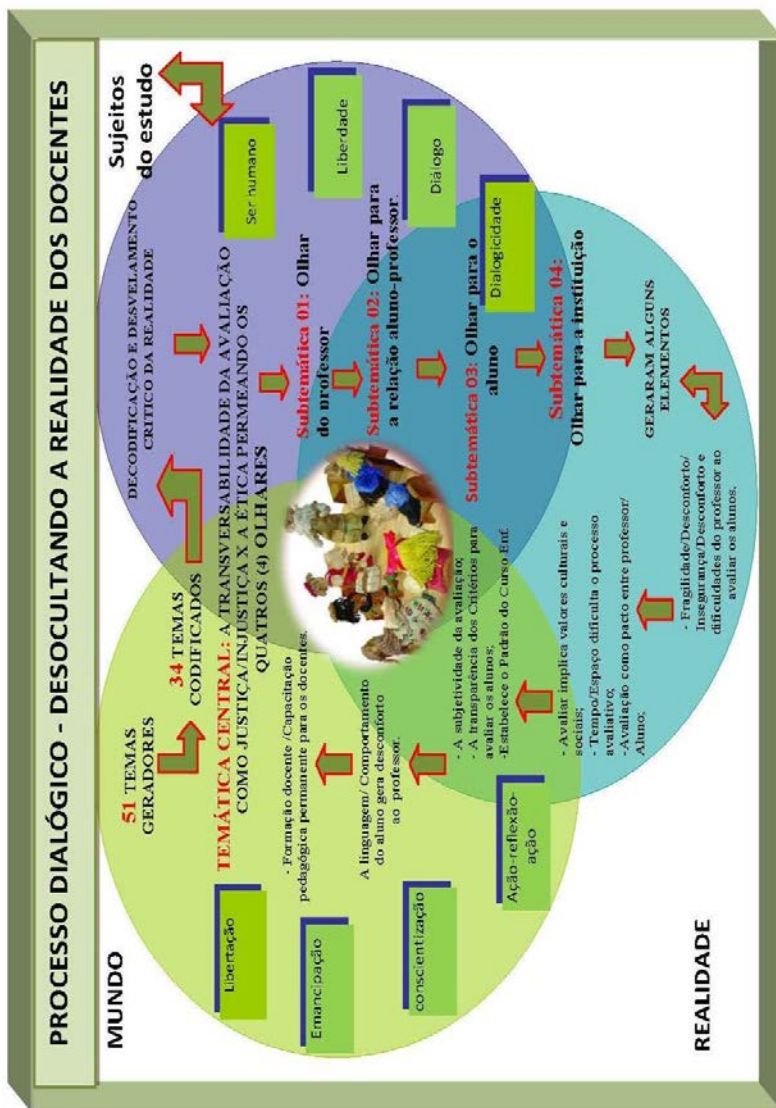 PROCESSO DIALÓGICO - DESOCULTANDO A REALIDADE DOS DOCENTES
MUNDO
Sujeitos
do estudo
51 TEMAS
GERADORES
34 TEMAS
CODIFICADOS
DECODIFICAÇÃO E DESVELAMENTO
CRITICO DA REALIDADE
TEMÁTICA CENTRAL: A TRANSVERSABILIDADE DA AVALIAÇÃO
COMO JUSTIÇA/INJUSTIÇA X A ÉTICA PERMEANDO OS
QUATROS (4) OLHARES
Libertação
Emancipação
conscientização
Ação-reflexão-
ação
Ser humano
Liberdade
Diálogo
Dialogicidade
Subtemática 01: Olhar
do professor
Subtemática 02: Olhar para
a relação aluno-professor.
Subtemática 03: Olhar para o
aluno
Subtemática 04:
Olhar para a instituição
GERARAM ALGUNS
ELEMENTOS
- Formação docente /Capacitação
pedagógica permanente para os docentes.
A linguagem/ Comportamento
do aluno gera desconforto
ao professor.
- A subjetividade da avaliação;
- A transparência dos Critérios para
avaliar os alunos;
-Estabelece o Padrão do Curso Enf.
- Avaliar implica valores culturais e
sociais;
- Tempo/Espaço dificulta o processo
avaliativo;
-Avaliação como pacto entre professor/
Aluno;
- Fragilidade/Desconforto/
Insegurança/Desconforto e
dificuldades do professor ao
avaliar os alunos.
REALIDADE